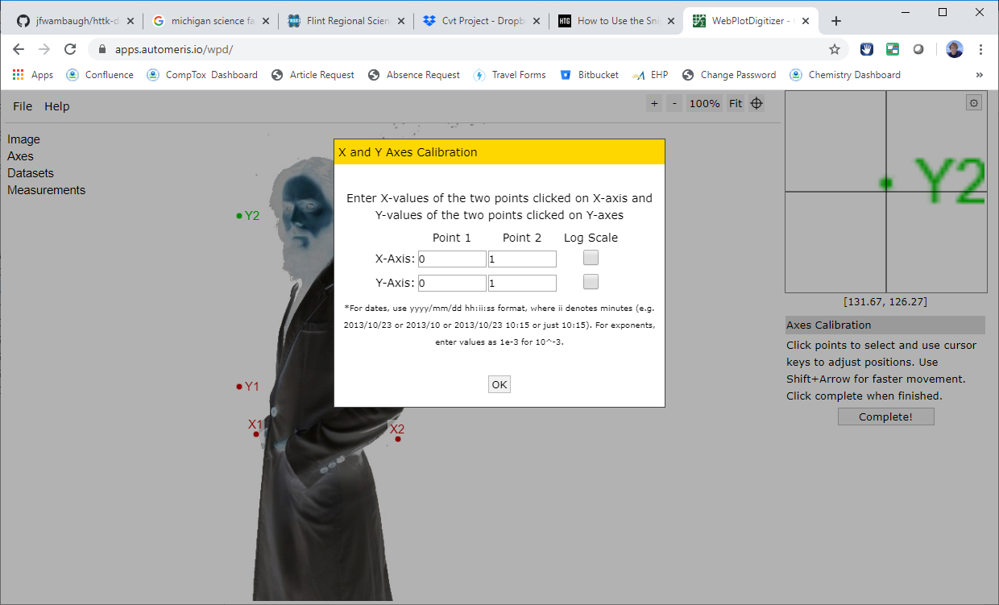 jfwambaugh/httk-d
michigan science fa
Flint Regional Scien
Cvt Project - Dropb
HTG
How to Use the Sni
WebPlotDigitizer - 
apps.automeris.io/wpd/
Apps
Confluence
CompTox Dashboard
Article Request
Absence Request
Travel Forms
Bitbucket
EHP
Change Password
Chemistry Dashboard
»
File Help
+ - 100% Fit
Image
Axes
Datasets
Measurements
Y2
Y1
X1
X2
X and Y Axes Calibration
Enter X-values of the two points clicked on X-axis and
Y-values of the two points clicked on Y-axes
Point 1 Point 2 Log Scale
X-Axis: 0 1
Y-Axis: 0 1
*For dates, use yyyy/mm/dd hh:ii:ss format, where ii denotes minutes (e.g.
2013/10/23 or 2013/10 or 2013/10/23 10:15 or just 10:15). For exponents,
enter values as 1e-3 for 10^-3.
OK
Y2
[131.67, 126.27]
Axes Calibration
Click points to select and use cursor
keys to adjust positions. Use
Shift+Arrow for faster movement.
Click complete when finished.
Complete!